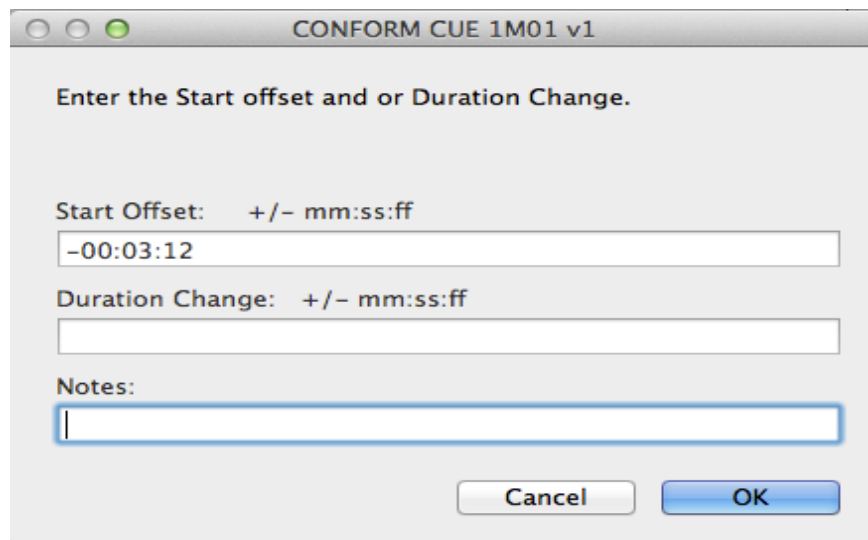 CONFORM CUE 1M01 v1
Enter the Start offset and or Duration Change.
Start Offset: +/- mm:ss:ff
-00:03:12
Duration Change: +/- mm:ss:ff
Notes:
Cancel OK